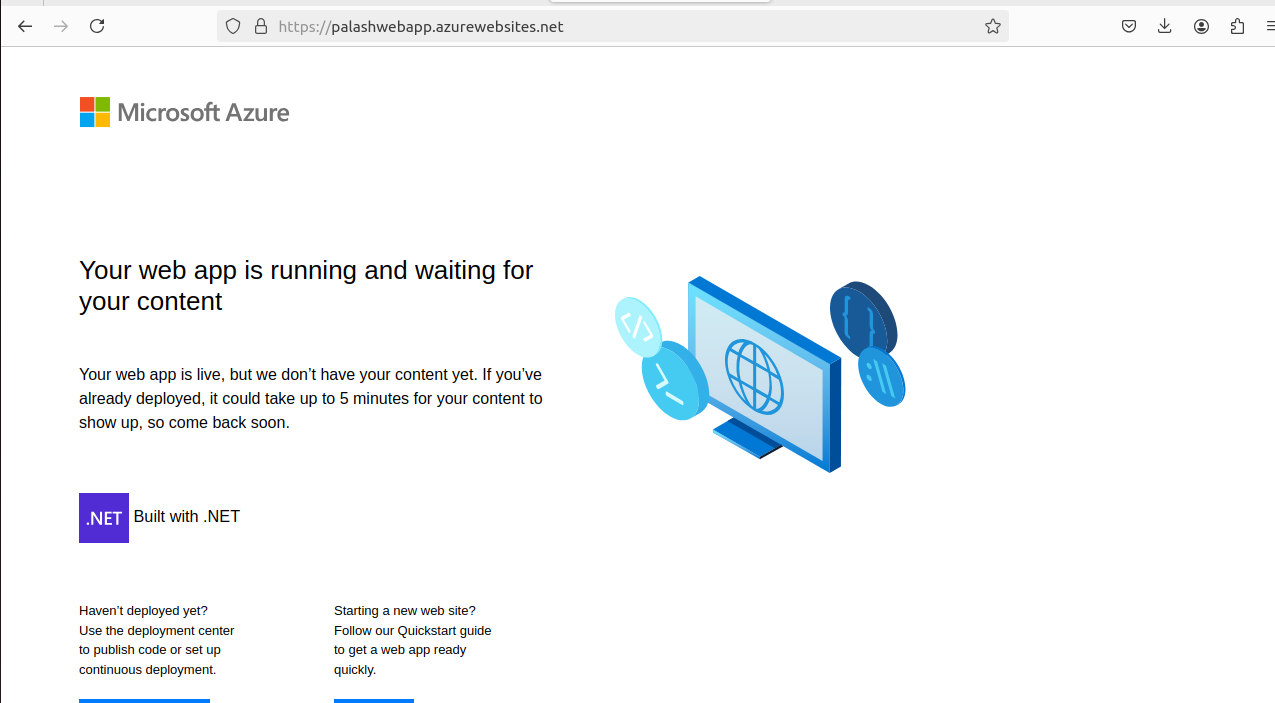 https://palashwebapp.azurewebsites.net
Microsoft Azure
Your web app is running and waiting for
your content
Your web app is live, but we don’t have your content yet. If you’ve
already deployed, it could take up to 5 minutes for your content to
show up, so come back soon.
.NET Built with .NET
Haven’t deployed yet?
Use the deployment center
to publish code or set up
continuous deployment.
Starting a new web site?
Follow our Quickstart guide
to get a web app ready
quickly.